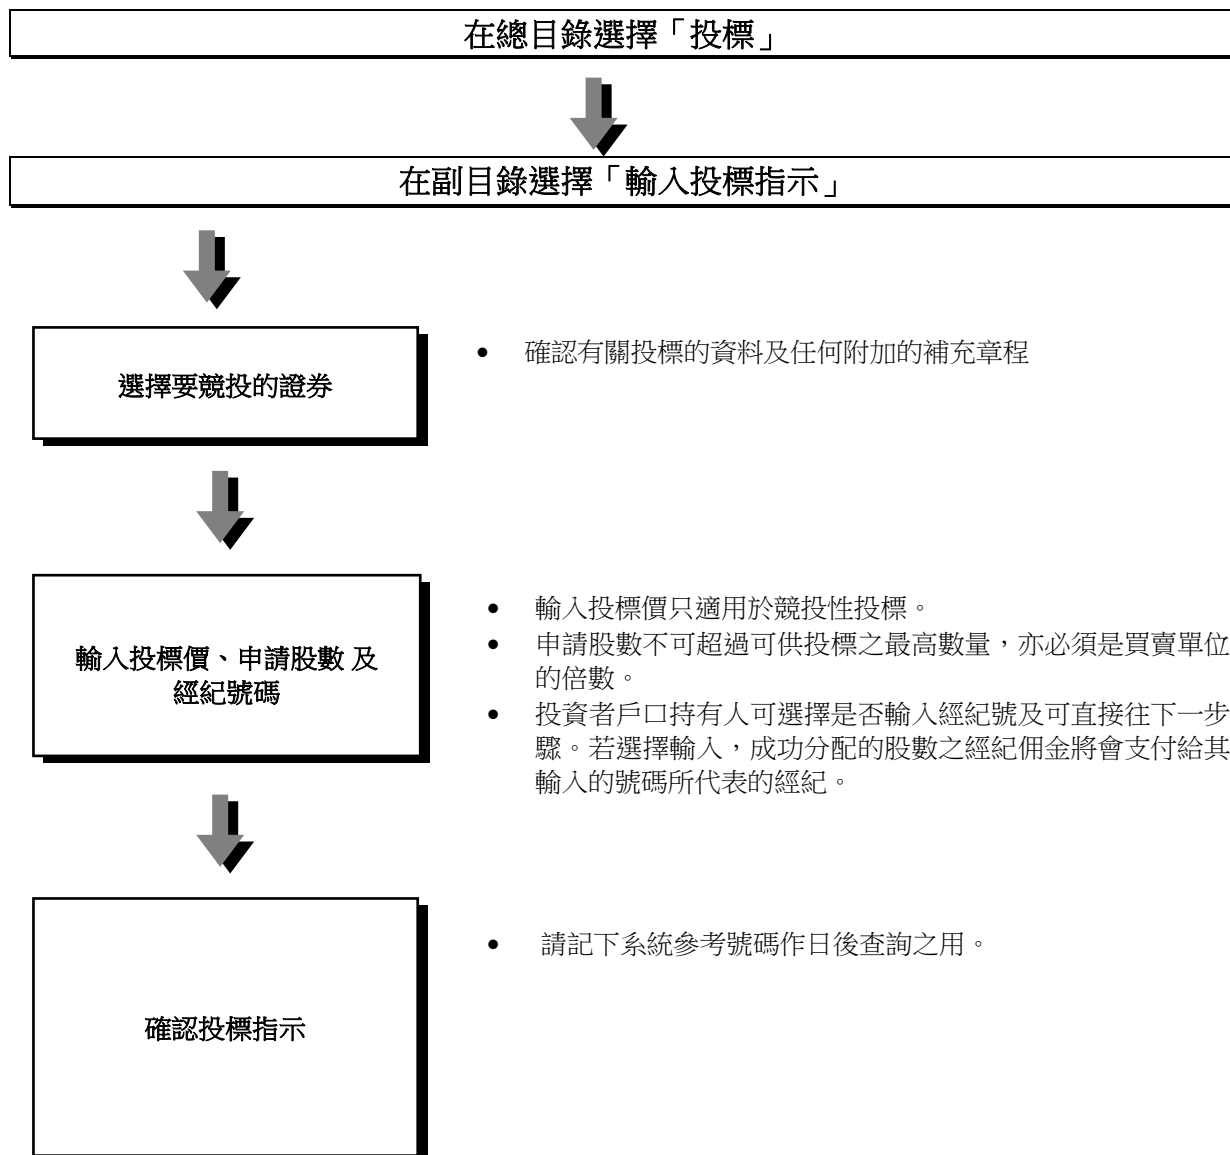 在總目錄選擇「投標」
在副目錄選擇「輸入投標指示」
選擇要競投的證券
• 確認有關投標的資料及任何附加的補充章程
輸入投標價、申請股數 及
經紀號碼
• 輸入投標價只適用於競投性投標。
• 申請股數不可超過可供投標之最高數量，亦必須是買賣單位
的倍數。
• 投資者戶口持有人可選擇是否輸入經紀號及可直接往下一步
驟。若選擇輸入，成功分配的股數之經紀佣金將會支付給其
輸入的號碼所代表的經紀。
確認投標指示
• 請記下系統參考號碼作日後查詢之用。